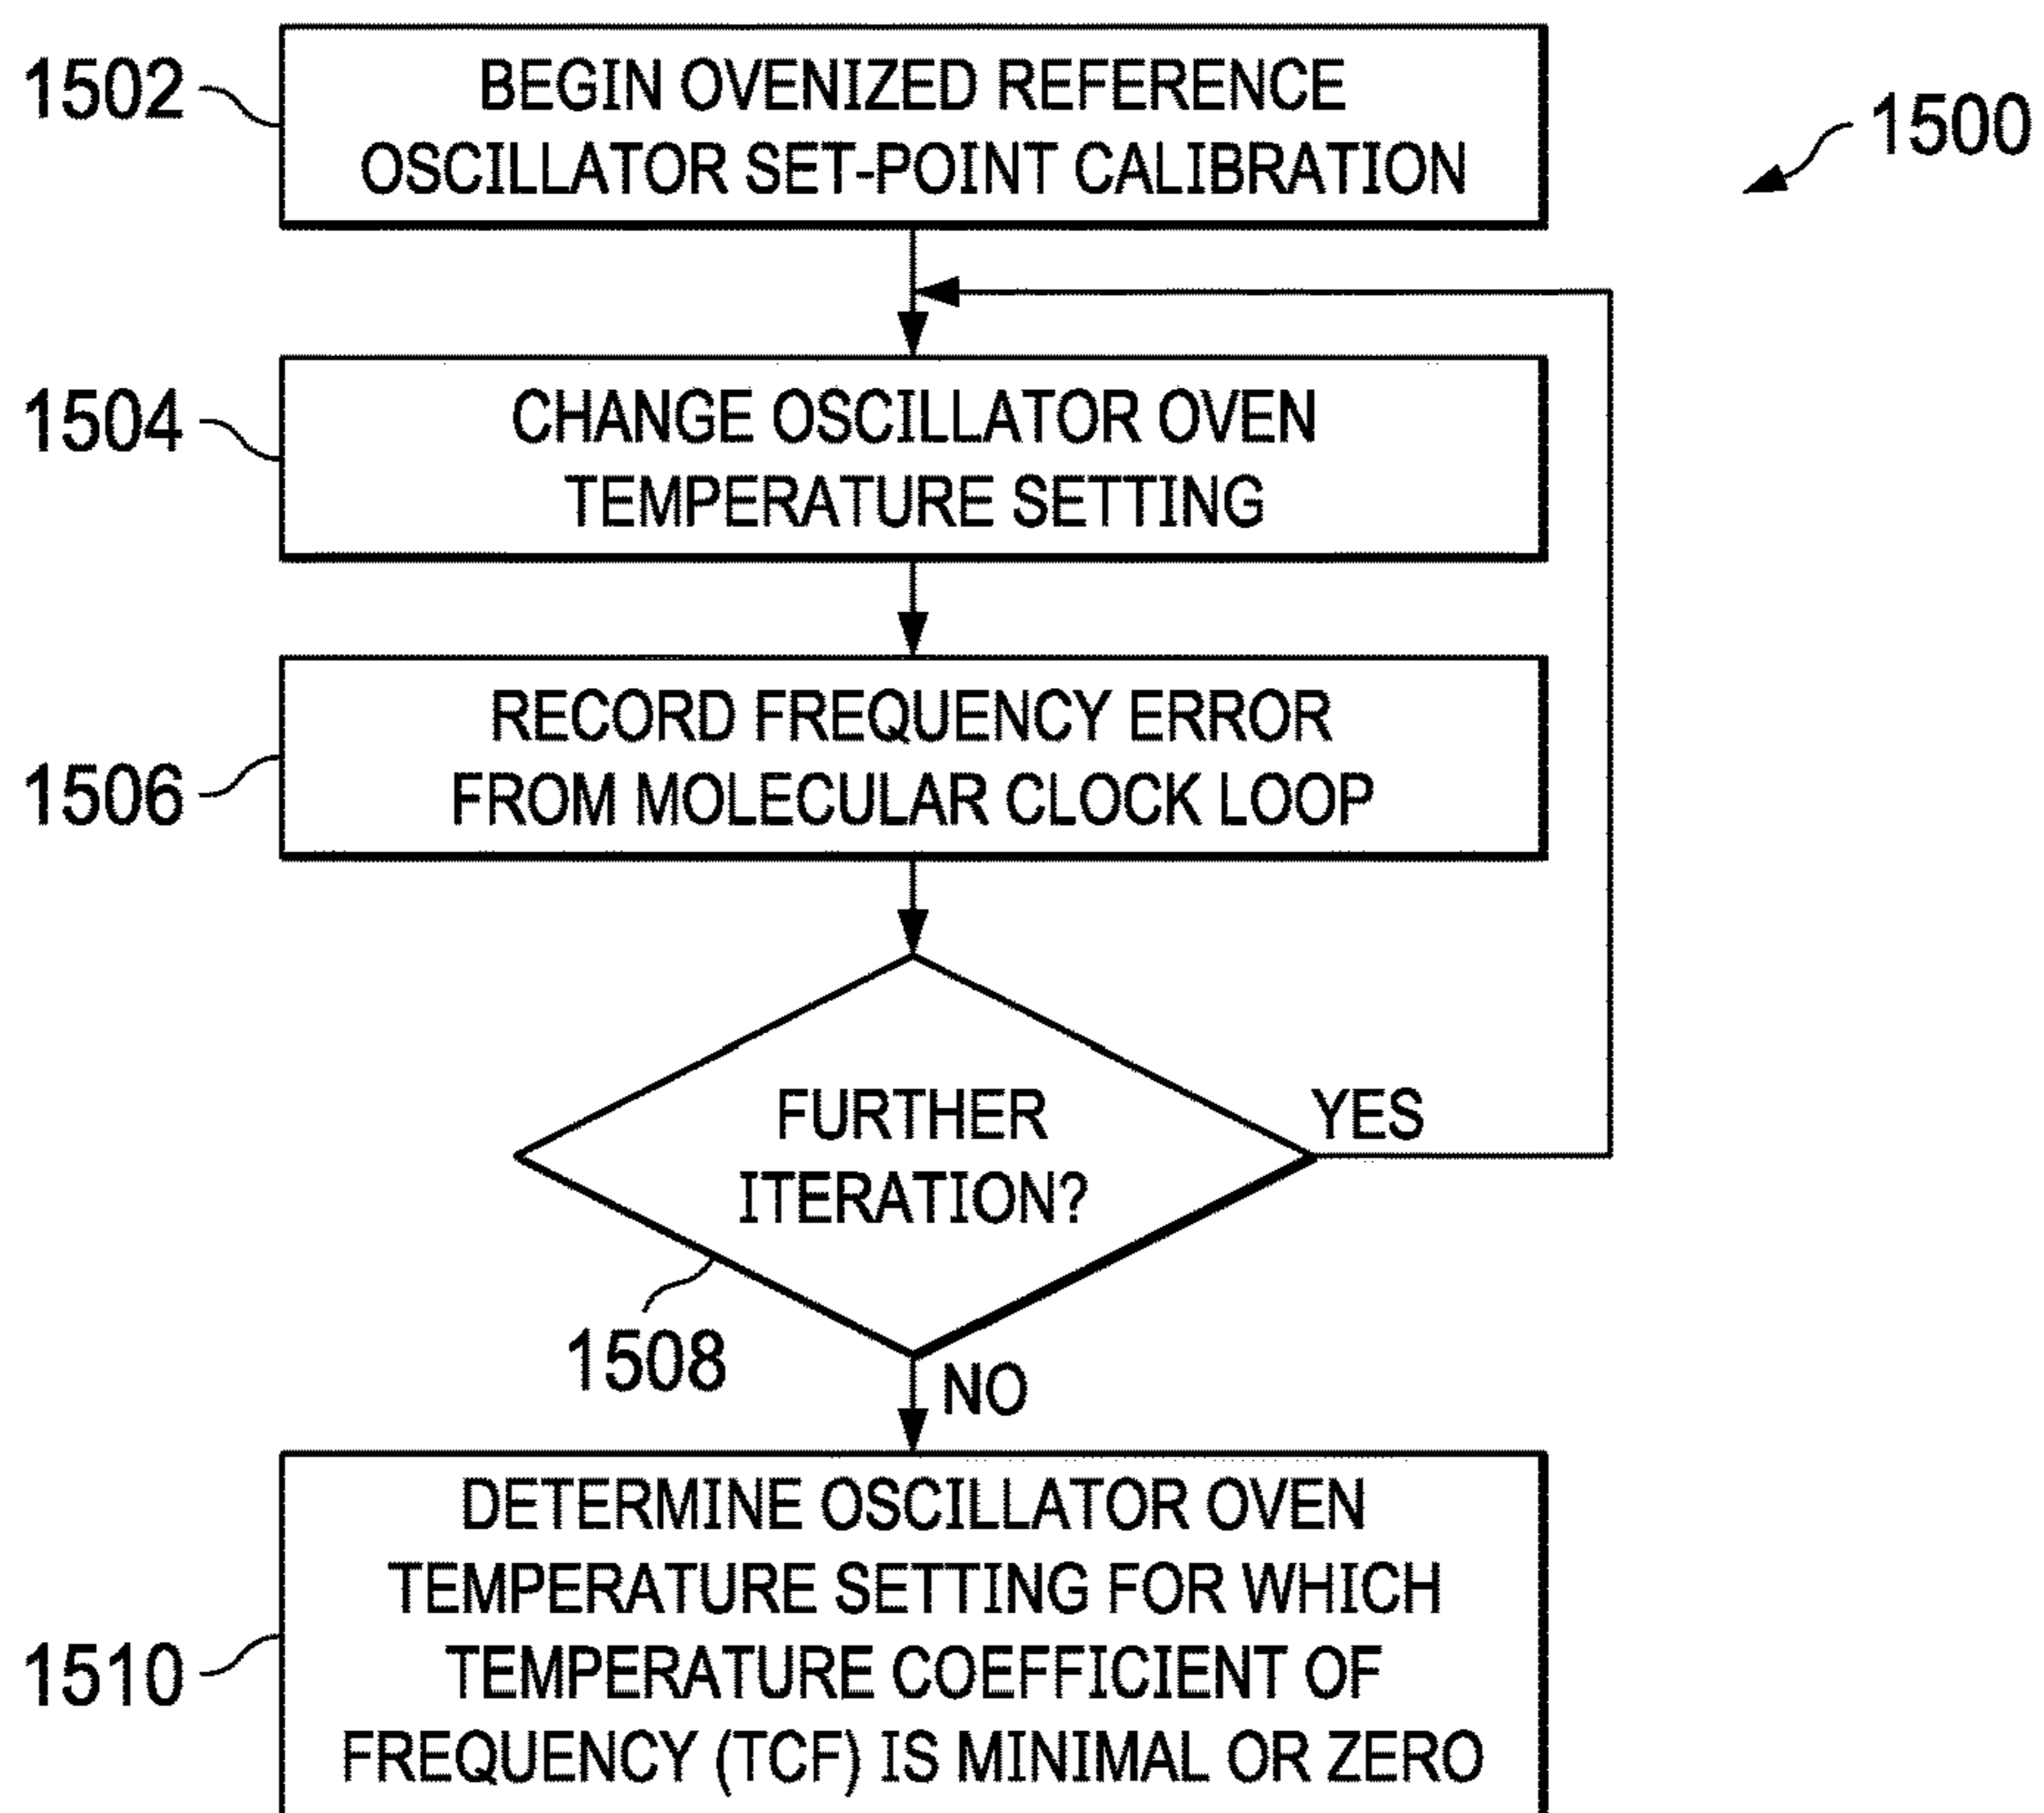 1502
BEGIN OVENIZED REFERENCE
OSCILLATOR SET-POINT CALIBRATION
1500
1504
CHANGE OSCILLATOR OVEN
TEMPERATURE SETTING
1506
RECORD FREQUENCY ERROR
FROM MOLECULAR CLOCK LOOP
FURTHER
ITERATION?
YES
1508
NO
1510
DETERMINE OSCILLATOR OVEN
TEMPERATURE SETTING FOR WHICH
TEMPERATURE COEFFICIENT OF
FREQUENCY (TCF) IS MINIMAL OR ZERO